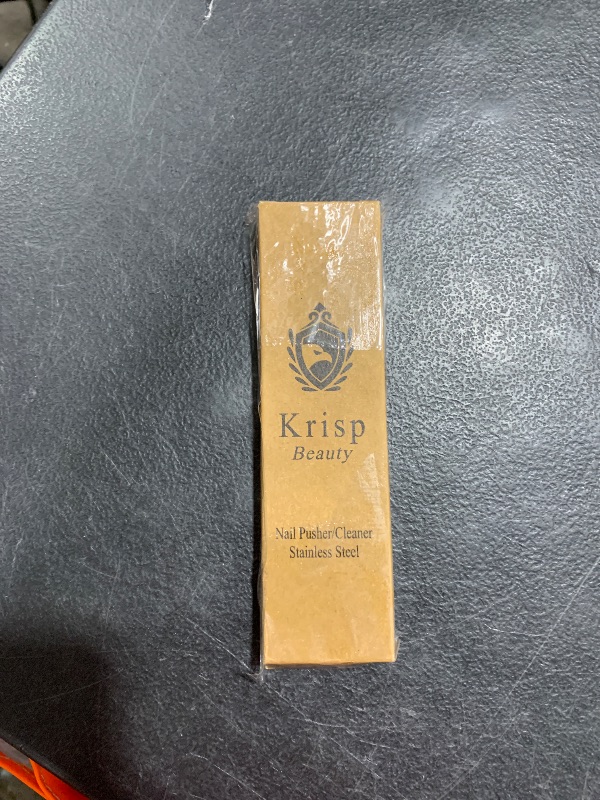 Krisp
Beauty
Nail Pusher/Cleaner
Stainless Steel